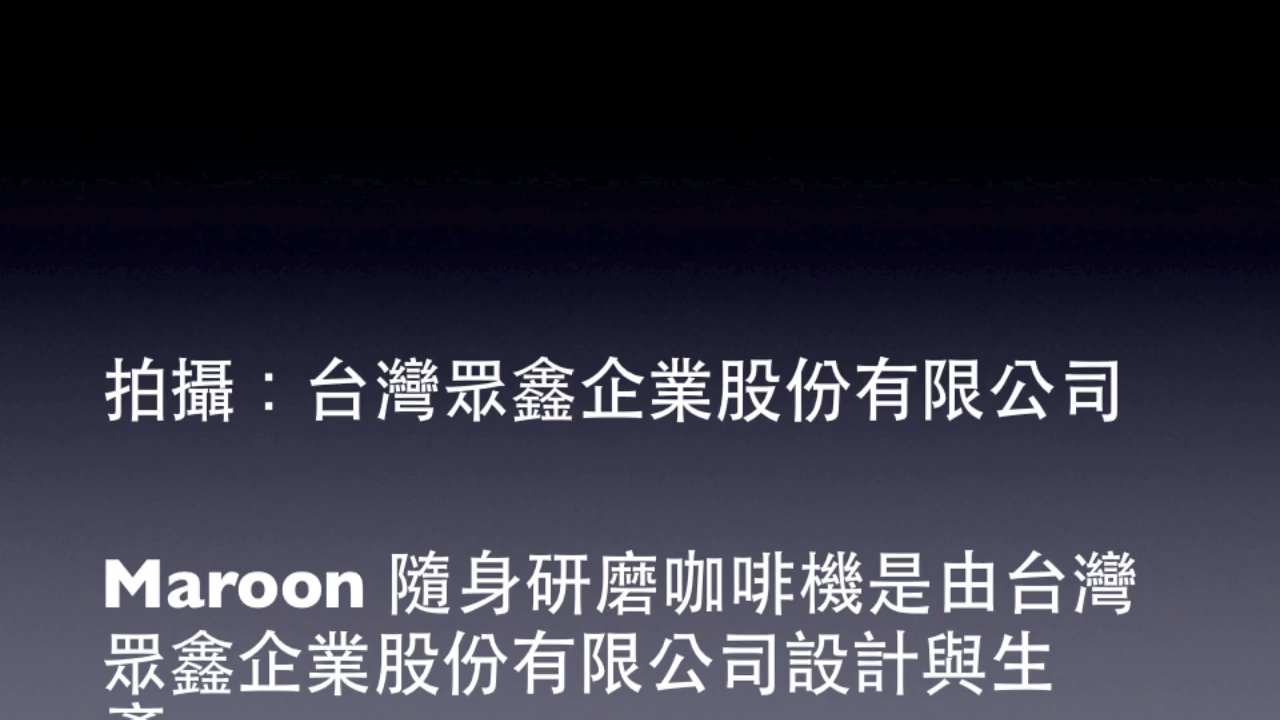 拍攝：台灣眾鑫企業股份有限公司
Maroon 隨身研磨咖啡機是由台灣
眾鑫企業股份有限公司設計與生